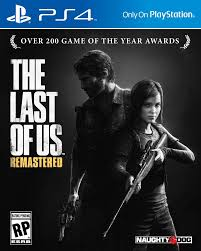 PS4
Only On PlayStation
OVER 200 GAME OF THE YEAR AWARDS
THE
LAST
OF US
REMASTERED
RP
NAUGHTY DOG